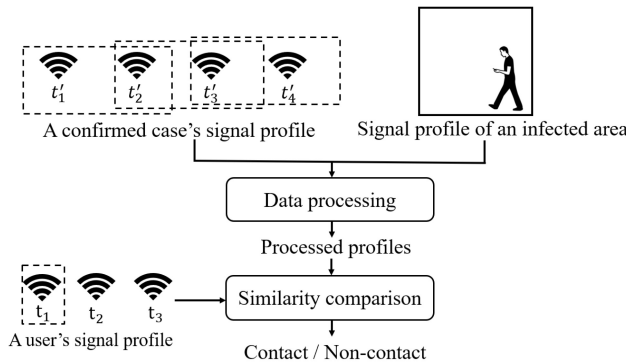 t′₁ t′₂ t′₃ t′₄
A confirmed case's signal profile
Signal profile of an infected area
Data processing
Processed profiles
t₁ t₂ t₃
A user's signal profile
Similarity comparison
Contact / Non-contact